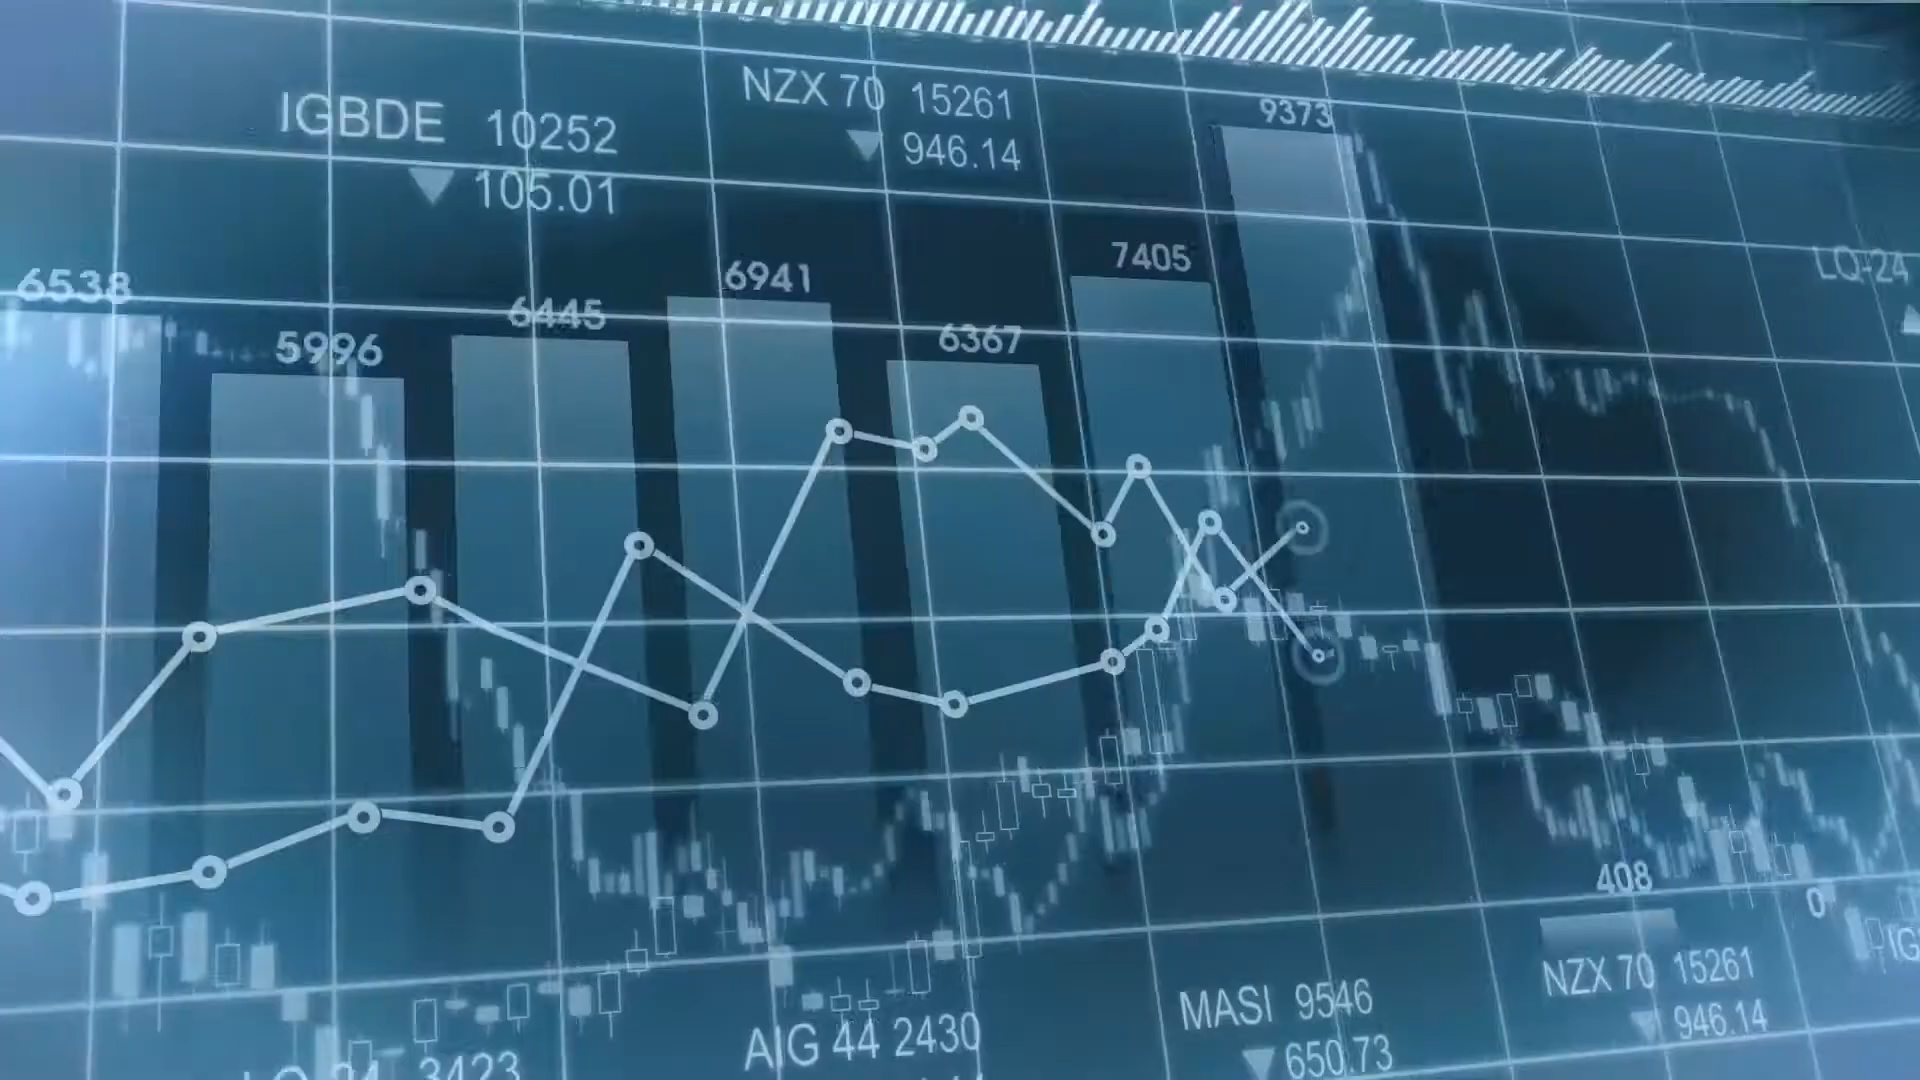 NZX 70 15261
946.14
IGBDE 10252
105.01
9373
7405
LQ-24
6941
6538
6445
6367
5996
408
0
IG
NZX 70 15261
946.14
MASI 9546
650.73
AIG 44 2430
3423